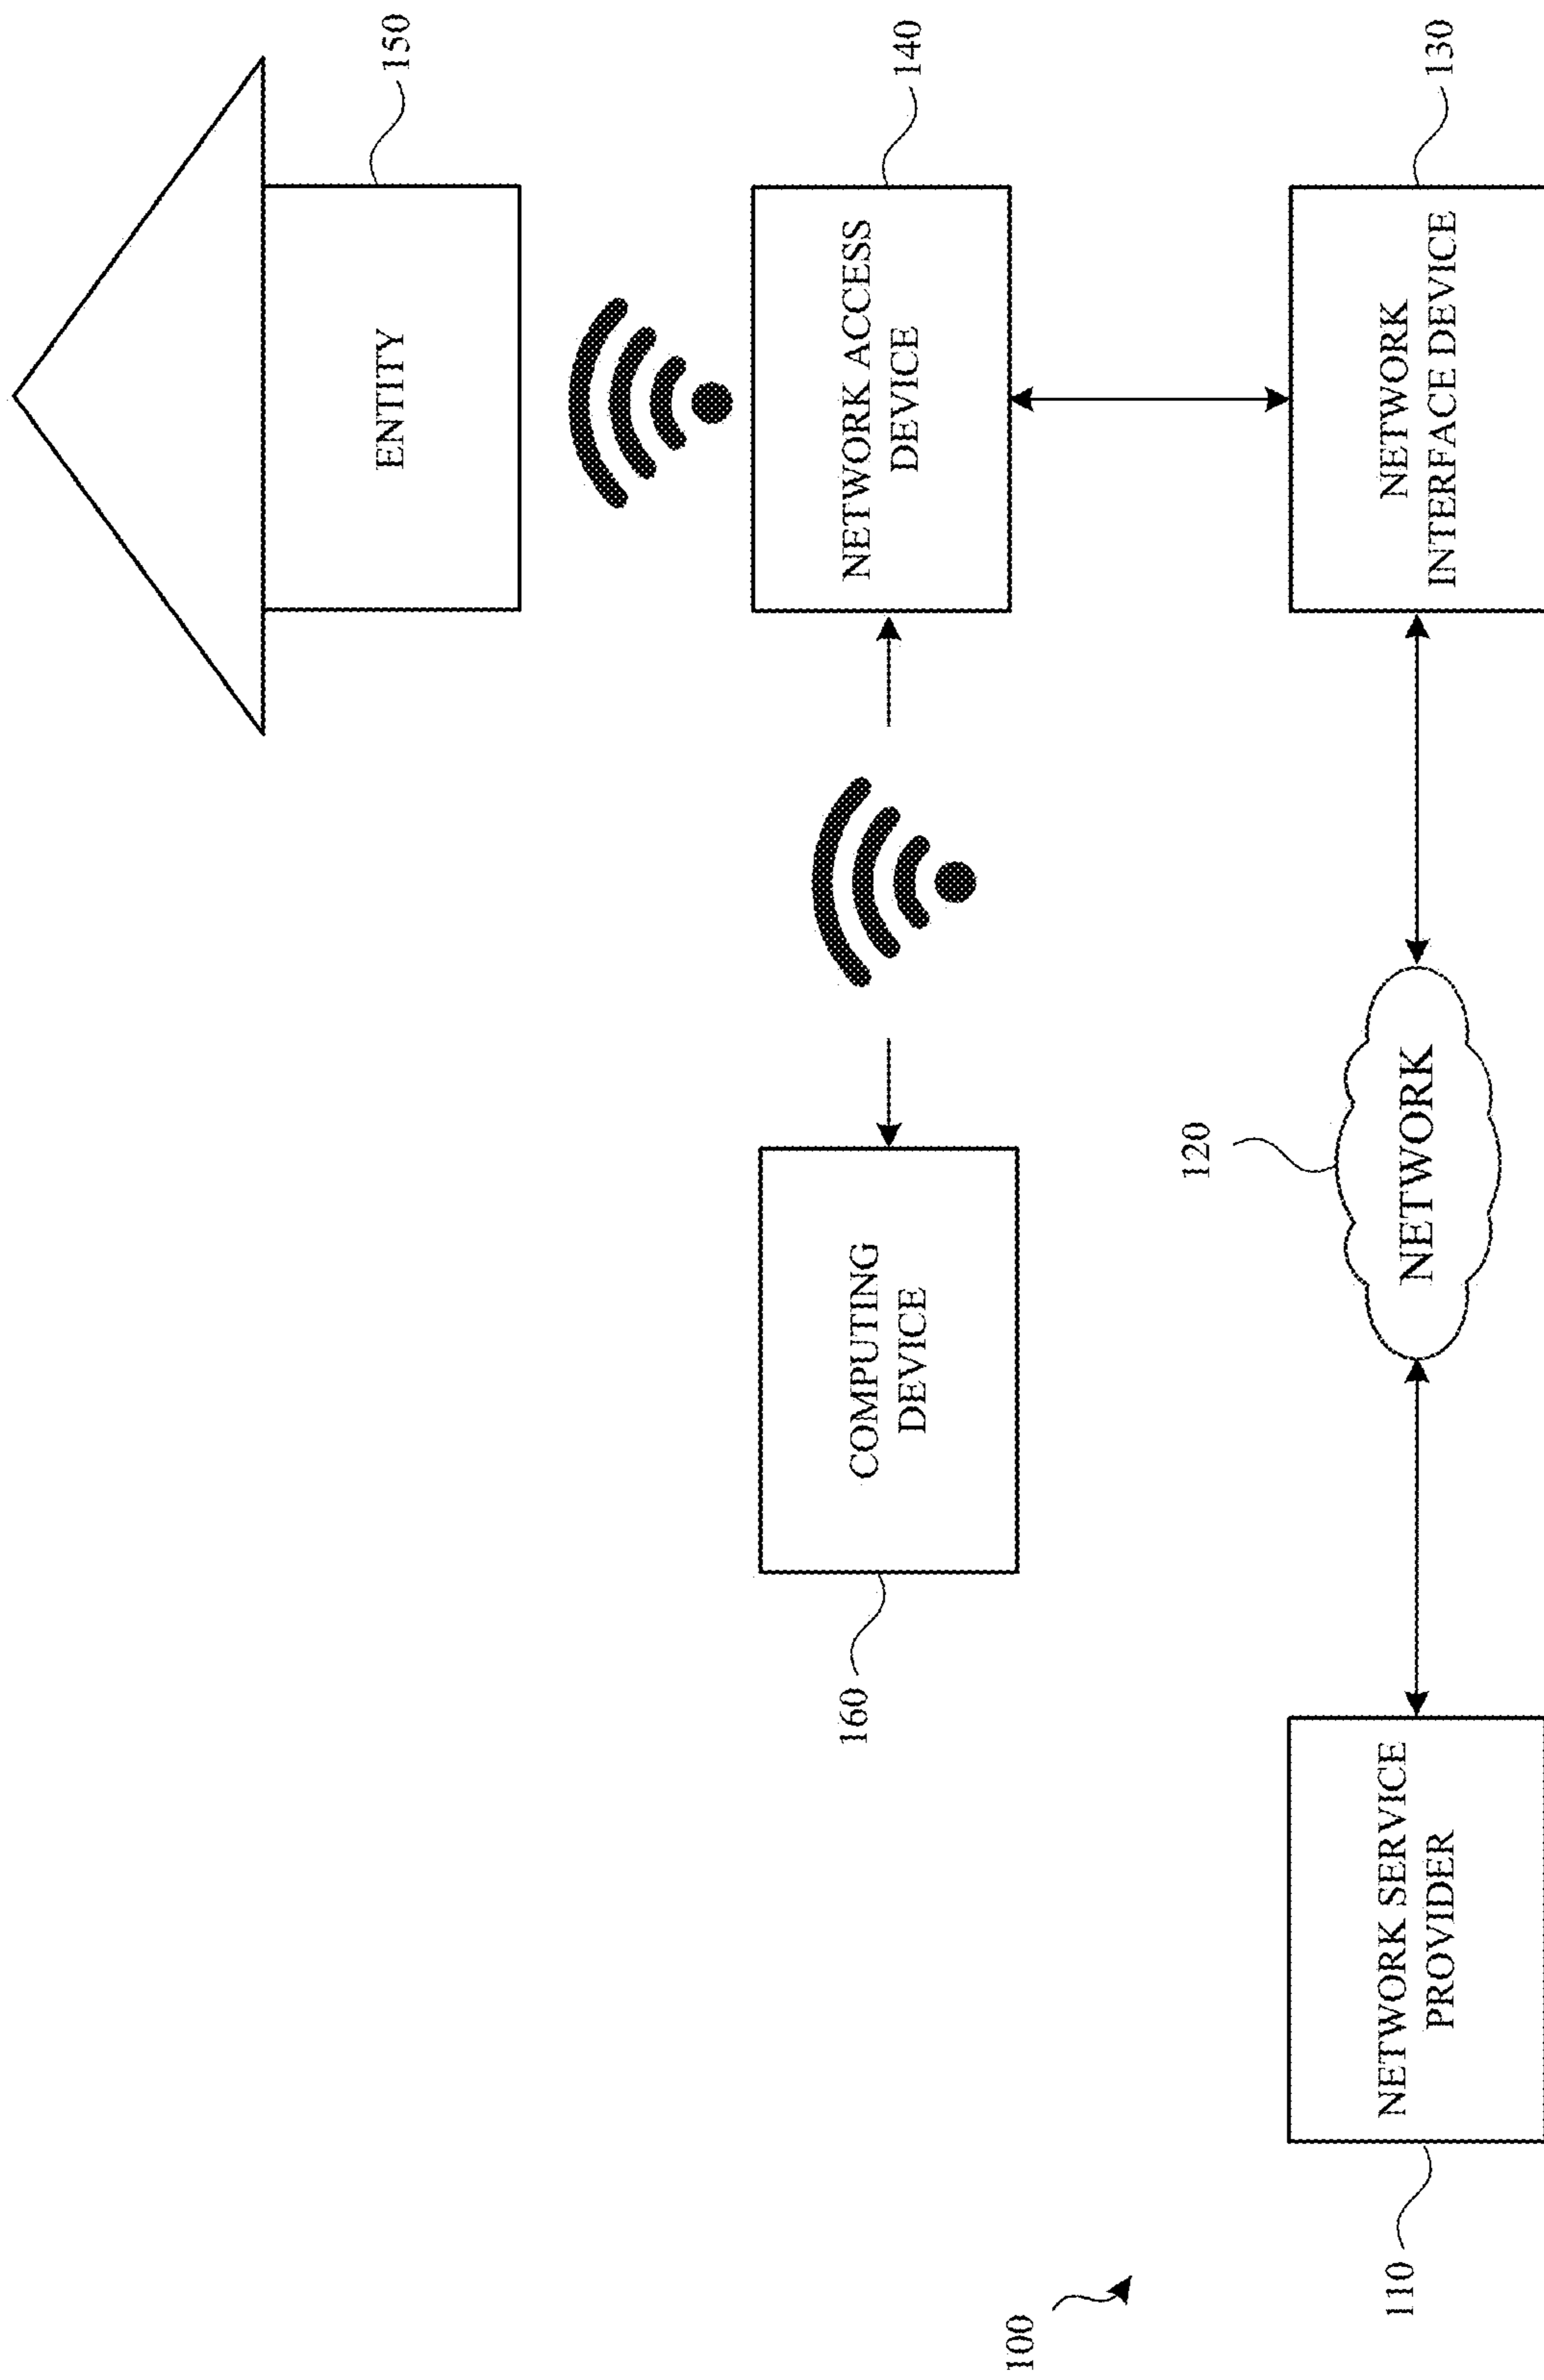 150
ENTITY
140
NETWORK ACCESS
DEVICE
130
NETWORK
INTERFACE DEVICE
120
NETWORK
COMPUTING
DEVICE
160
NETWORK SERVICE
PROVIDER
110
100